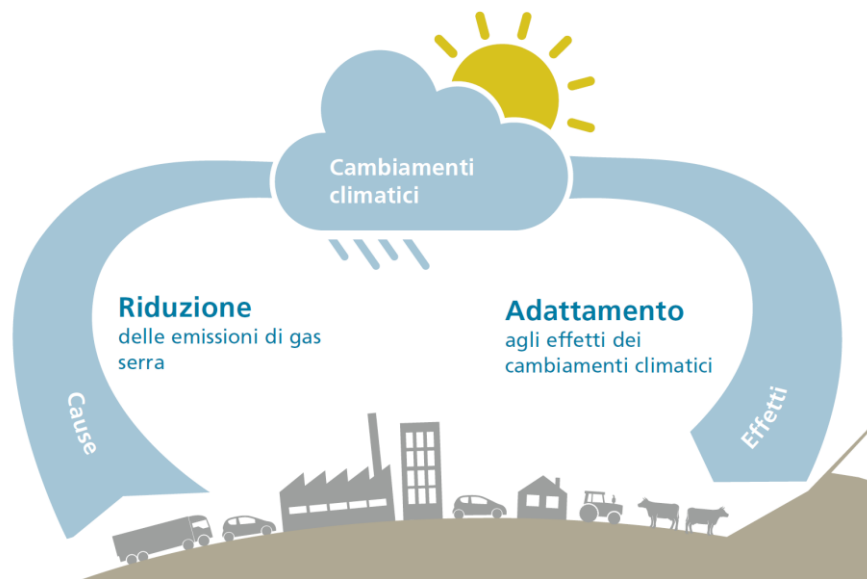 Cambiamenti
climatici
Riduzione
delle emissioni di gas
serra
Adattamento
agli effetti dei
cambiamenti climatici
Cause
Effetti